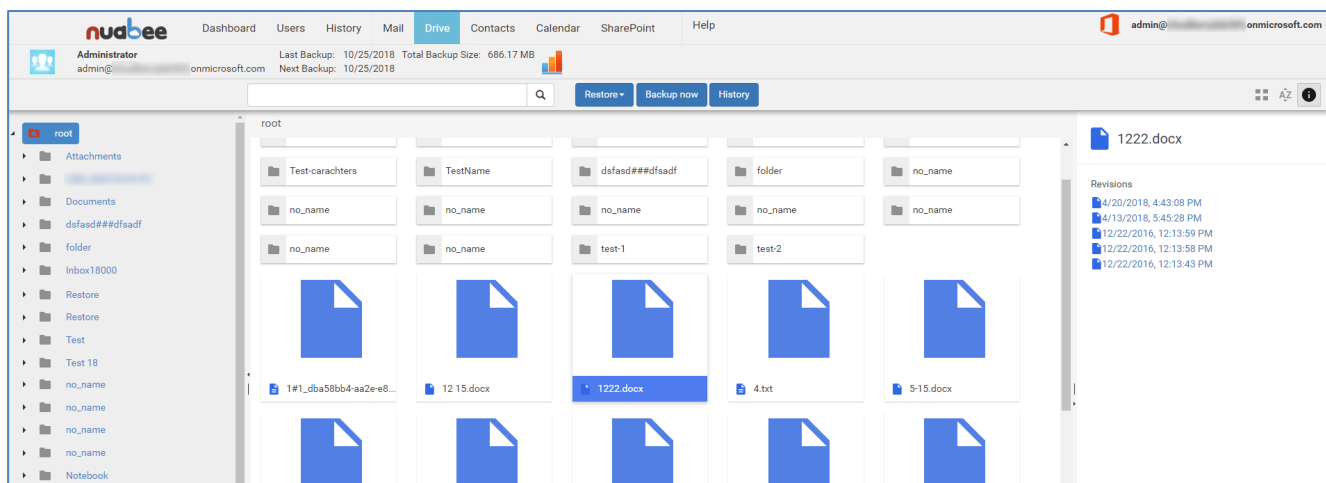 nuabee Dashboard Users History Mail Drive Contacts Calendar SharePoint Help admin@ onmicrosoft.com
Administrator Last Backup: 10/25/2018 Total Backup Size: 686.17 MB
admin@ onmicrosoft.com Next Backup: 10/25/2018
Restore Backup now History
root
Attachments
Documents
dsfasd###dfsadf
folder
Inbox18000
Restore
Restore
Test
Test 18
no_name
no_name
no_name
no_name
Notebook
root
Test-carachters TestName dsfasd###dfsadf folder no_name
no_name no_name no_name no_name no_name
no_name no_name test-1 test-2
1#1_dba58bb4-aa2e-e8... 12 15.docx 1222.docx 4.txt 5-15.docx
1222.docx
Revisions
4/20/2018, 4:43:08 PM
4/13/2018, 5:45:28 PM
12/22/2016, 12:13:59 PM
12/22/2016, 12:13:58 PM
12/22/2016, 12:13:43 PM